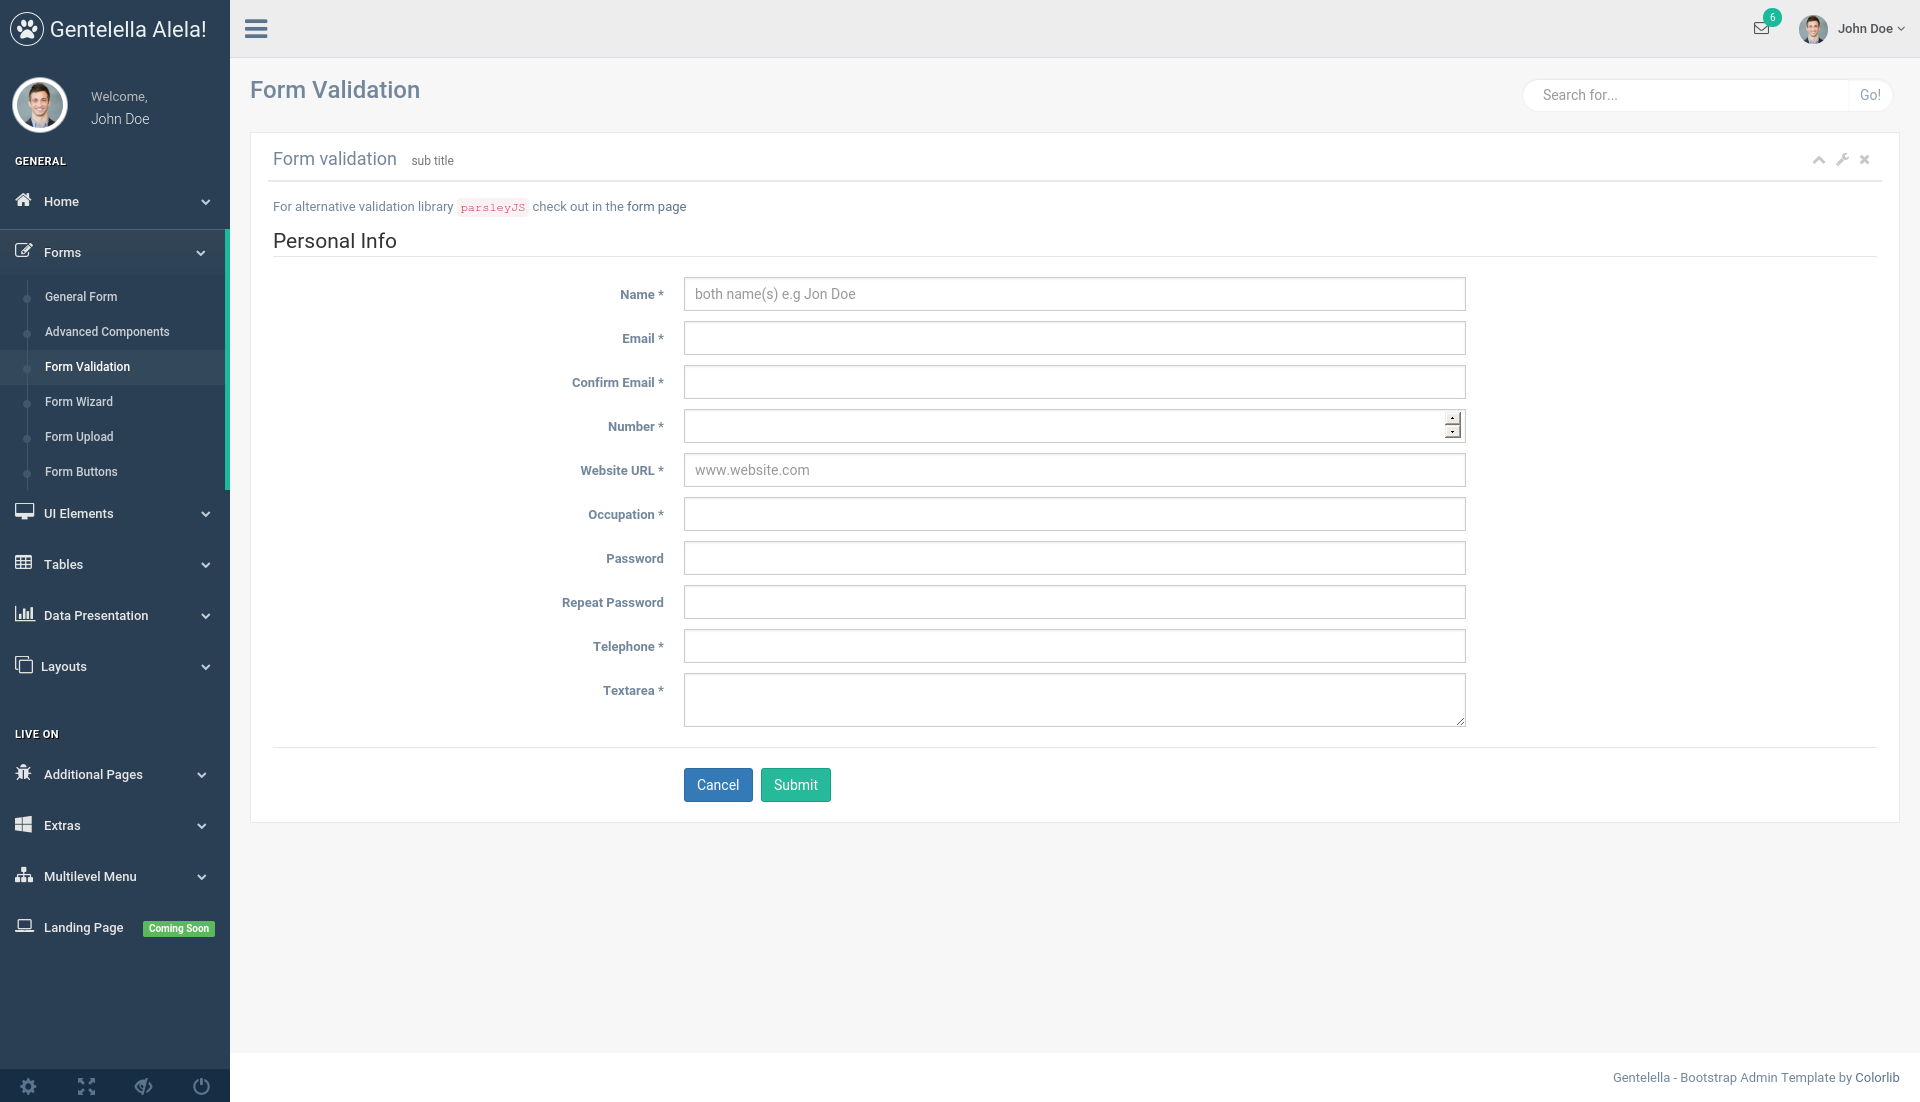 Gentelella Alela!
Welcome,
John Doe
GENERAL
Home
Forms
General Form
Advanced Components
Form Validation
Form Wizard
Form Upload
Form Buttons
UI Elements
Tables
Data Presentation
Layouts
LIVE ON
Additional Pages
Extras
Multilevel Menu
Landing Page Coming Soon
6
John Doe
Form Validation
Search for... Go!
Form validation sub title
For alternative validation library parsleyJS check out in the form page
Personal Info
Name * both name(s) e.g Jon Doe
Email *
Confirm Email *
Number *
Website URL * www.website.com
Occupation *
Password
Repeat Password
Telephone *
Textarea *
Cancel Submit
Gentelella - Bootstrap Admin Template by Colorlib